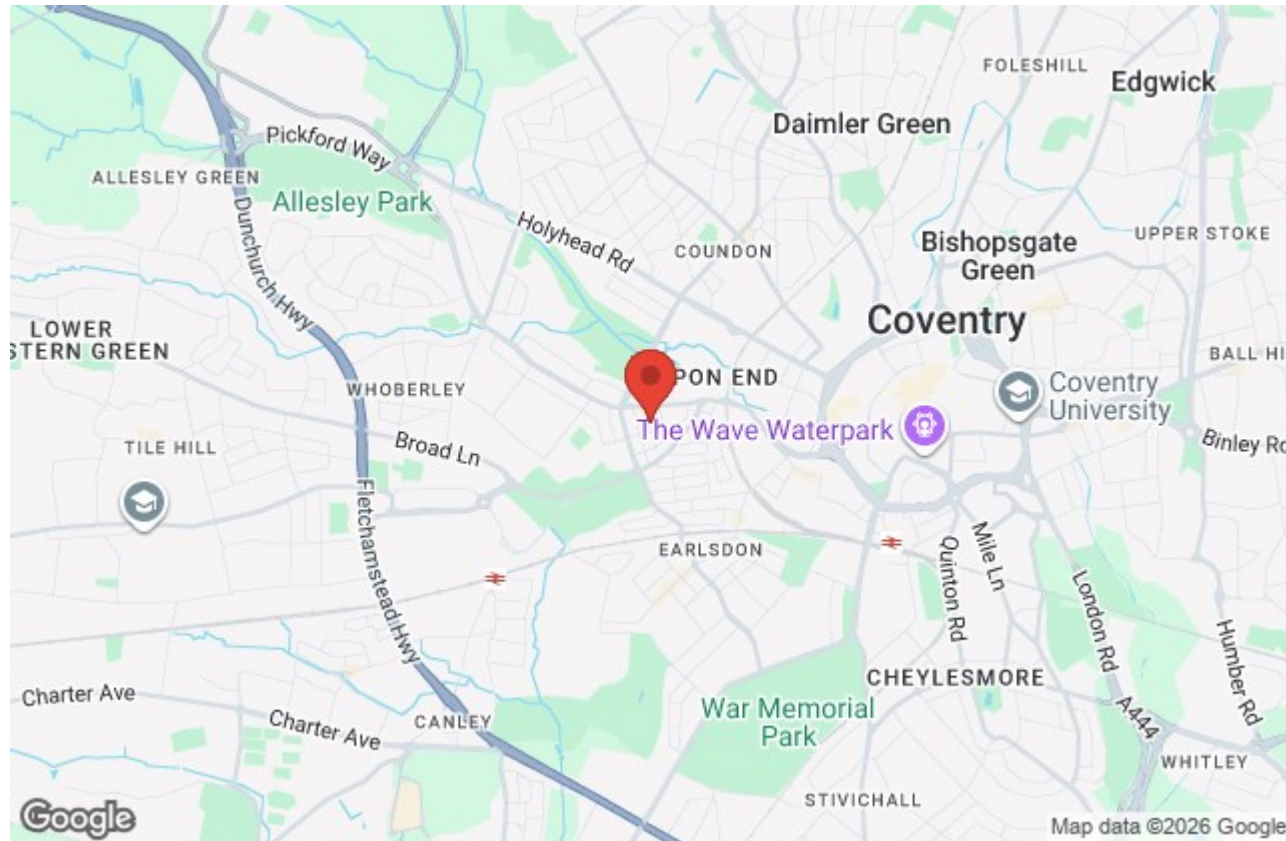 FOLESHILL
Edgwick
Daimler Green
Pickford Way
ALLESLEY GREEN
Allesley Park
Holyhead Rd
COUNDON
UPPER STOKE
Bishopsgate
Green
Dunchurch Hwy
Coventry
LOWER
STERN GREEN
BALL HI
WHOBERLEY
PON END
Coventry
University
The Wave Waterpark
Broad Ln
TILE HILL
Binley Rd
Fletchamstead Hwy
EARLSDON
Mile Ln
Quinton Rd
London Rd
Humber Rd
CHEYLESMORE
Charter Ave
War Memorial
Park
A444
Charter Ave
CANLEY
WHITLEY
STIVICHALL
Google
Map data ©2026 Google